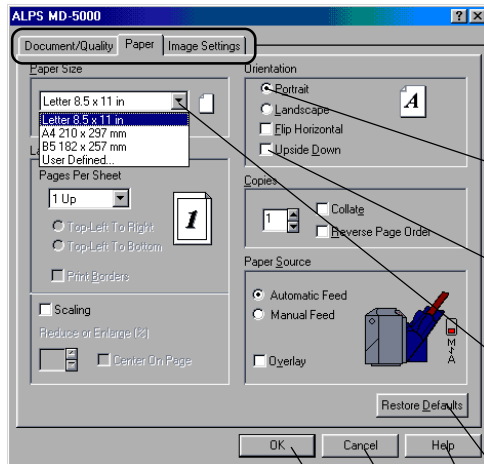 ALPS MD-5000
Document/Quality Paper Image Settings
Paper Size
Letter 8.5 x 11 in
Letter 8.5 x 11 in
A4 210 x 297 mm
B5 182 x 257 mm
User Defined...
Pages Per Sheet
1 Up
1
Top-Left To Right
Top-Left To Bottom
Print Borders
Scaling
Reduce or Enlarge (%)
Center On Page
Orientation
Portrait
Landscape
Flip Horizontal
Upside Down
A
Copies
1
Collate
Reverse Page Order
Paper Source
Automatic Feed
Manual Feed
Overlay
M
A
Restore Defaults
OK Cancel Help